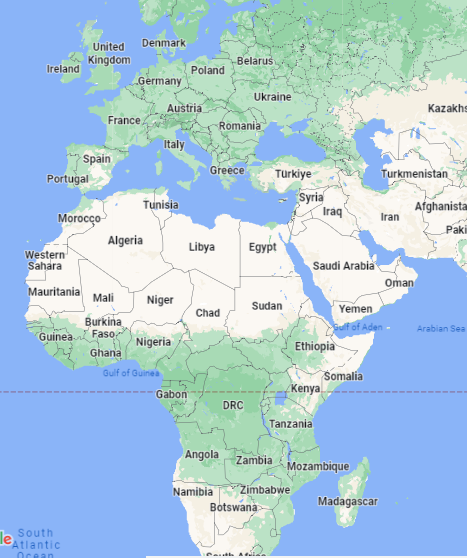 Denmark
United
Kingdom
Ireland
Belarus
Poland
Germany
Ukraine
Austria
Kazakhs
France
Romania
Italy
Spain
Greece
Türkiye
Turkmenistan
Portugal
Syria
Tunisia
Afghanista
Iraq
Iran
Morocco
Paki
Algeria
Libya
Egypt
Western
Sahara
Saudi Arabia
Oman
Mauritania
Mali
Niger
Chad
Sudan
Yemen
Burkina
Faso
Gulf of Aden
Arabian Sea
Guinea
Nigeria
Ethiopia
Ghana
Gulf of Guinea
Somalia
Kenya
Gabon
DRC
Tanzania
Angola
Zambia
Mozambique
Namibia
Zimbabwe
Madagascar
Botswana
le
South
Atlantic
Ocean
South Africa